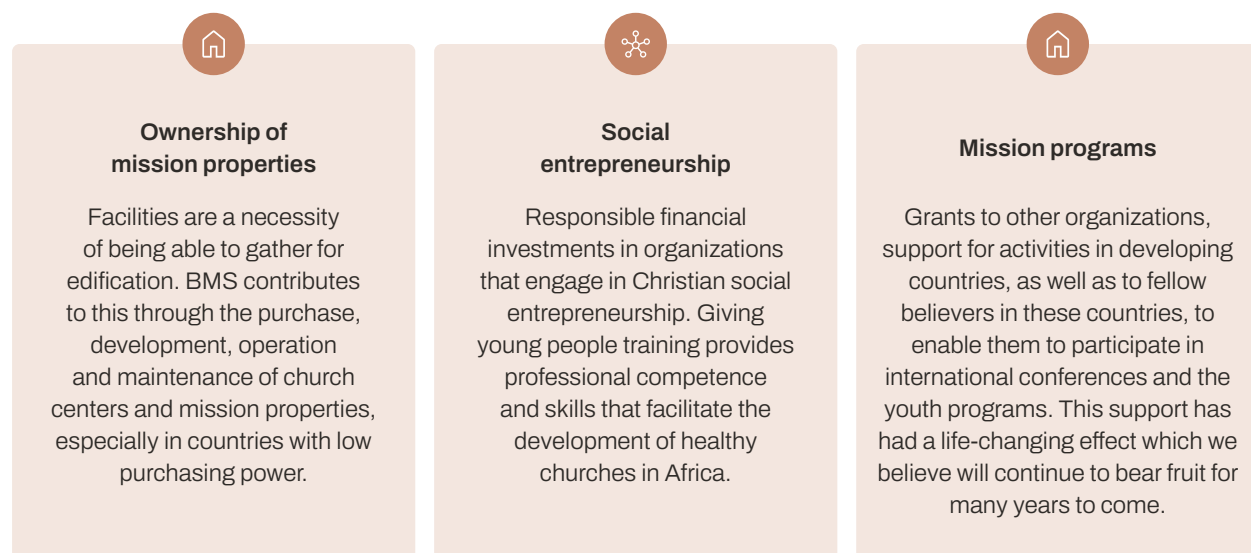 Ownership of
mission properties
Facilities are a necessity
of being able to gather for
edification. BMS contributes
to this through the purchase,
development, operation
and maintenance of church
centers and mission properties,
especially in countries with low
purchasing power.
Social
entrepreneurship
Responsible financial
investments in organizations
that engage in Christian social
entrepreneurship. Giving
young people training provides
professional competence
and skills that facilitate the
development of healthy
churches in Africa.
Mission programs
Grants to other organizations,
support for activities in developing
countries, as well as to fellow
believers in these countries, to
enable them to participate in
international conferences and the
youth programs. This support has
had a life-changing effect which we
believe will continue to bear fruit for
many years to come.